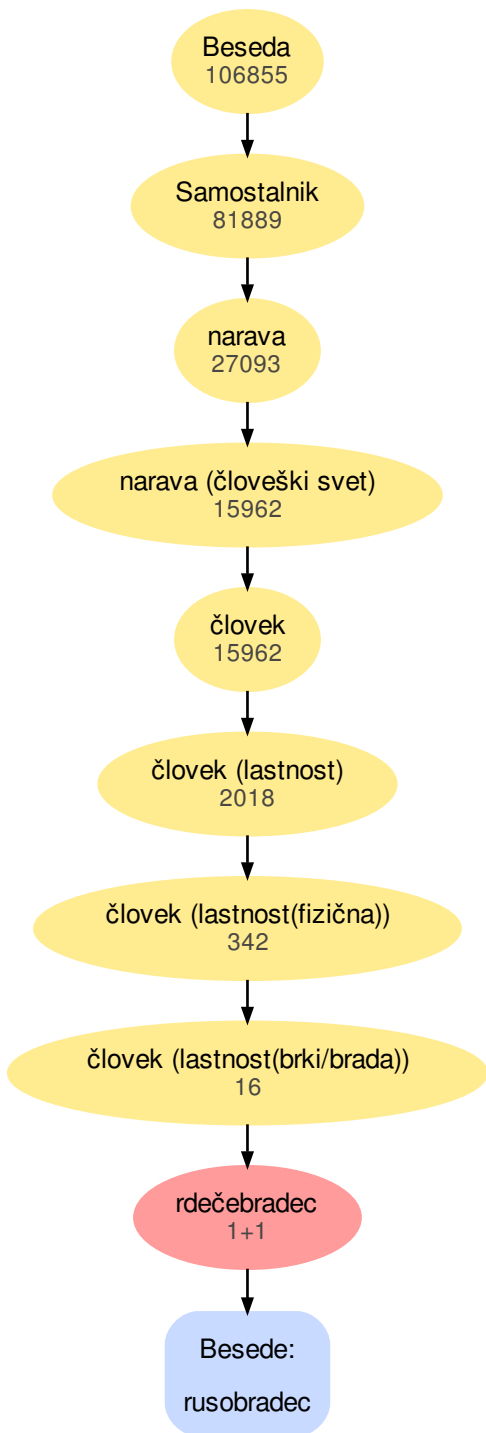 Beseda
106855
Samostalnik
81889
narava
27093
narava (človeški svet)
15962
človek
15962
človek (lastnost)
2018
človek (lastnost(fizična))
342
človek (lastnost(brki/brada))
16
rdečebradec
1+1
Besede:
rusobradec